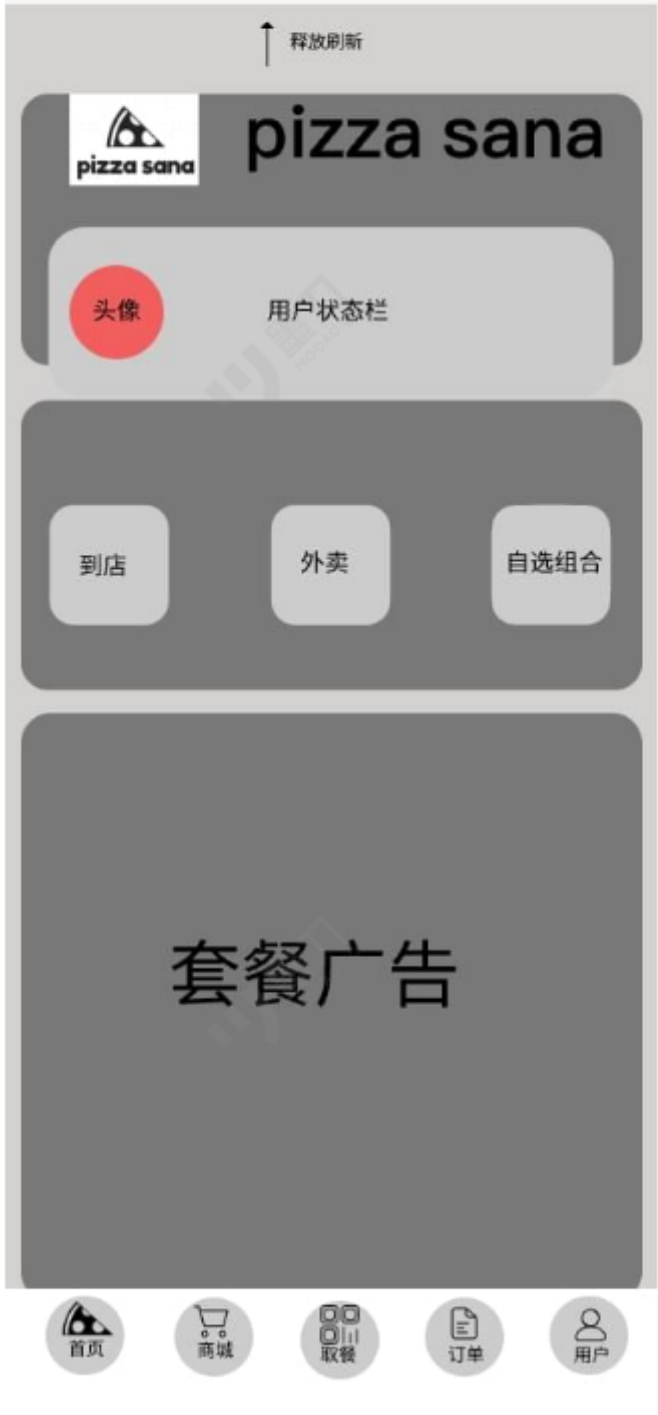 释放刷新
pizza sana
pizza sana
头像
用户状态栏
到店
外卖
自选组合
套餐广告
首页
商城
取餐
订单
用户